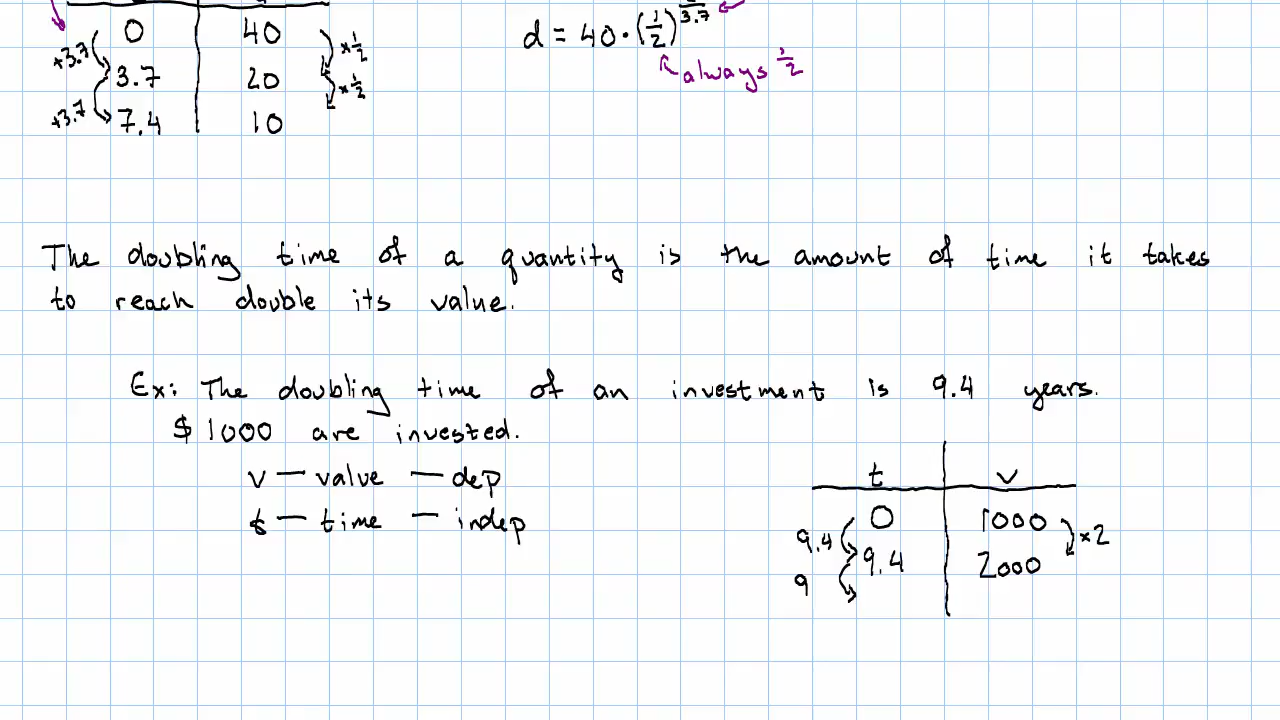 0 40
+3.7 ×1/2
3.7 20
+3.7 ×1/2
7.4 10
d = 40 · (1/2)^(/3.7)
always 1/2
The doubling time of a quantity is the amount of time it takes
to reach double its value.
Ex: The doubling time of an investment is 9.4 years.
$1000 are invested.
v — value — dep
t — time — indep
t v
0 1000
9.4 ×2
9.4 2000
9